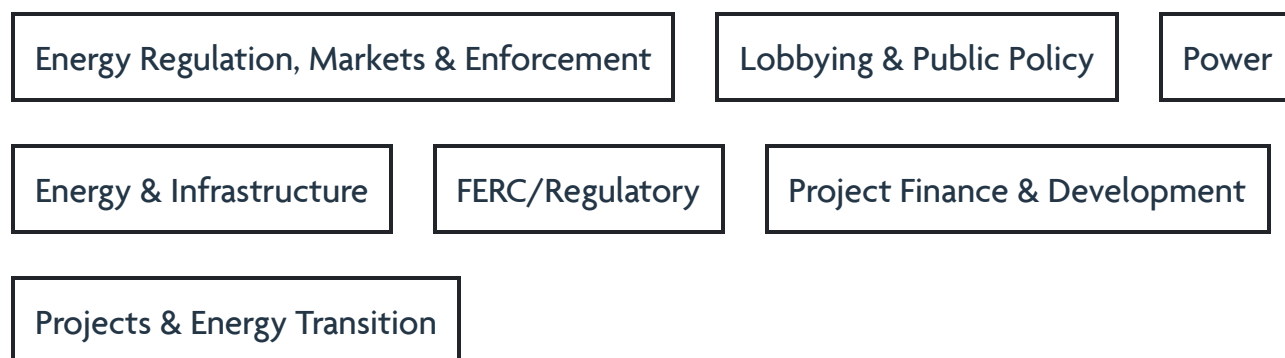 Energy Regulation, Markets & Enforcement Lobbying & Public Policy Power
Energy & Infrastructure FERC/Regulatory Project Finance & Development
Projects & Energy Transition